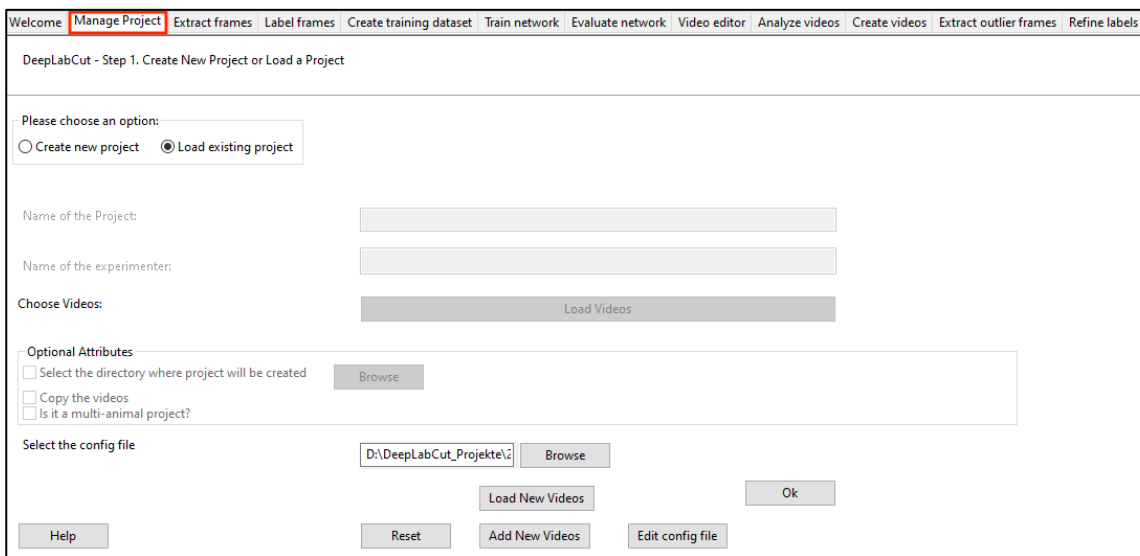 Welcome Manage Project Extract frames Label frames Create training dataset Train network Evaluate network Video editor Analyze videos Create videos Extract outlier frames Refine labels
DeepLabCut - Step 1. Create New Project or Load a Project
Please choose an option:
Create new project Load existing project
Name of the Project:
Name of the experimenter:
Choose Videos: Load Videos
Optional Attributes
Select the directory where project will be created Browse
Copy the videos
Is it a multi-animal project?
Select the config file D:\DeepLabCut_Projekte\2 Browse
Load New Videos Ok
Help Reset Add New Videos Edit config file